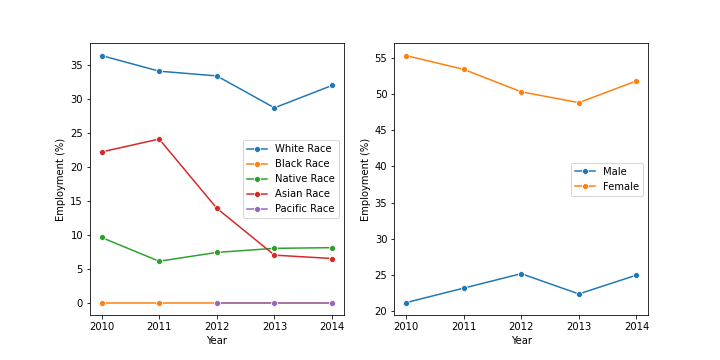 35
30
25
20
15
10
5
0
Employment (%)
White Race
Black Race
Native Race
Asian Race
Pacific Race
2010 2011 2012 2013 2014
Year
55
50
45
40
35
30
25
20
Employment (%)
Male
Female
2010 2011 2012 2013 2014
Year